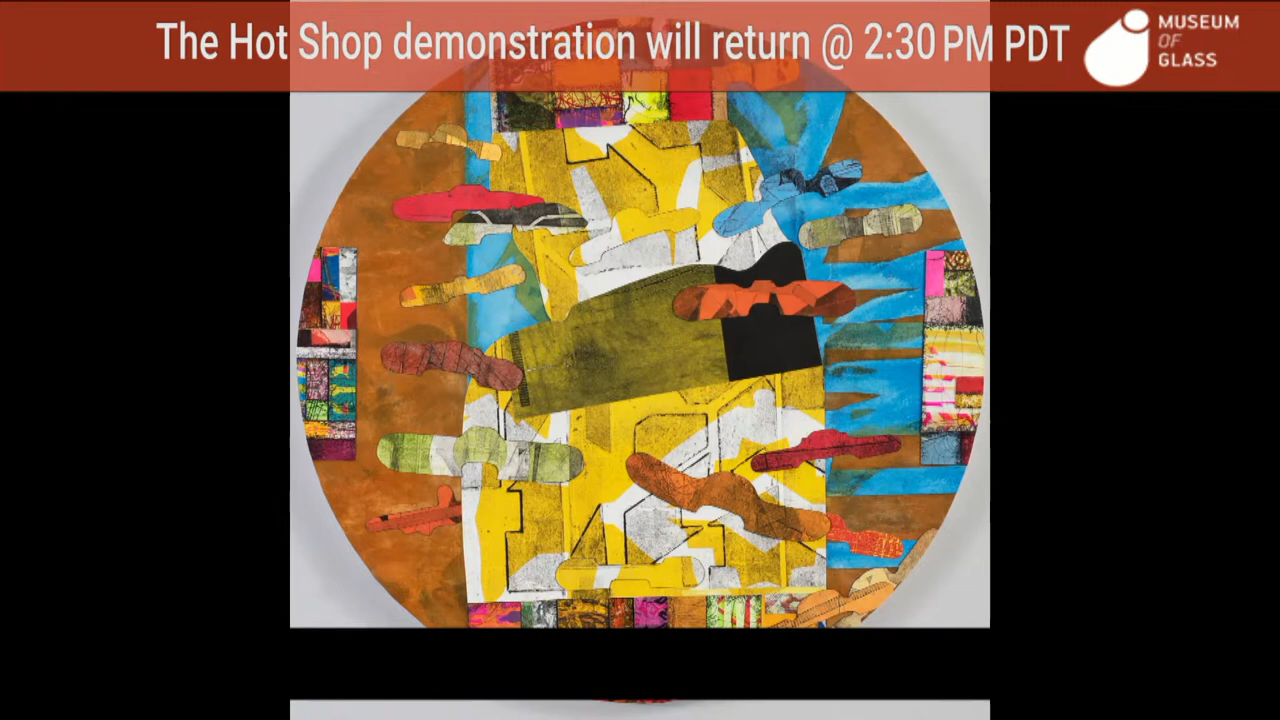 The Hot Shop demonstration will return @ 2:30 PM PDT
MUSEUM
OF
GLASS